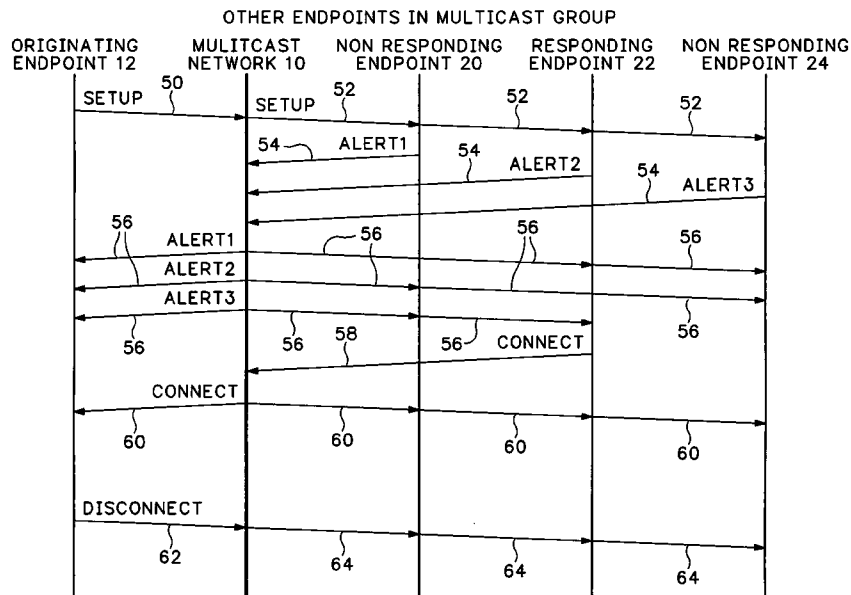 OTHER ENDPOINTS IN MULTICAST GROUP
ORIGINATING ENDPOINT 12
MULITCAST NETWORK 10
NON RESPONDING ENDPOINT 20
RESPONDING ENDPOINT 22
NON RESPONDING ENDPOINT 24
SETUP 50
SETUP 52 52 52
54 ALERT1
54 ALERT2
54 ALERT3
56 ALERT1 56 56 56
ALERT2
ALERT3
56 56 58 56 56
CONNECT
CONNECT
60 60 60 60
DISCONNECT
62 64 64 64